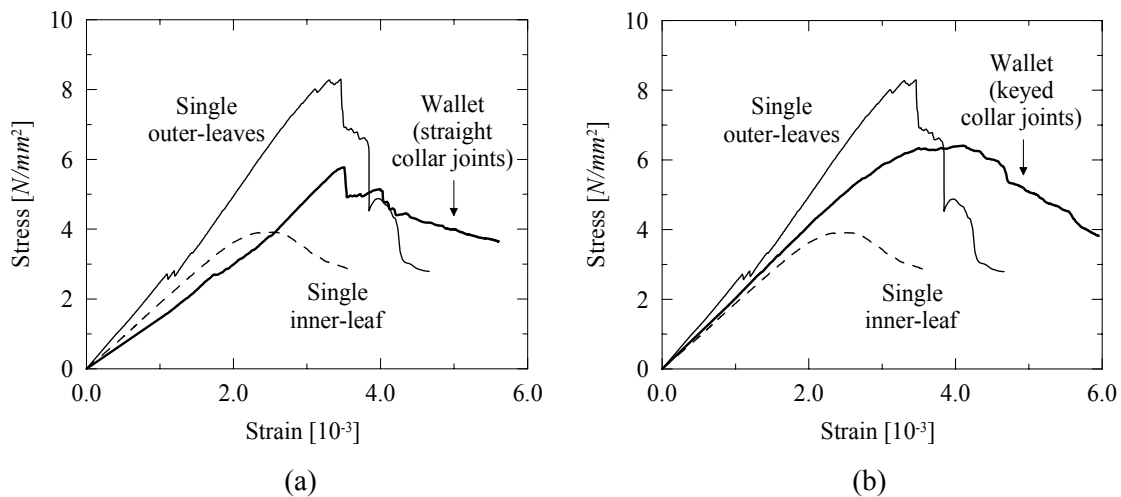 10
8
6
4
2
0
0.0
2.0
4.0
6.0
Stress [N/mm²]
Strain [10⁻³]
Single
outer-leaves
Wallet
(straight
collar joints)
Single
inner-leaf
(a)
10
8
6
4
2
0
0.0
2.0
4.0
6.0
Stress [N/mm²]
Strain [10⁻³]
Single
outer-leaves
Wallet
(keyed
collar joints)
Single
inner-leaf
(b)